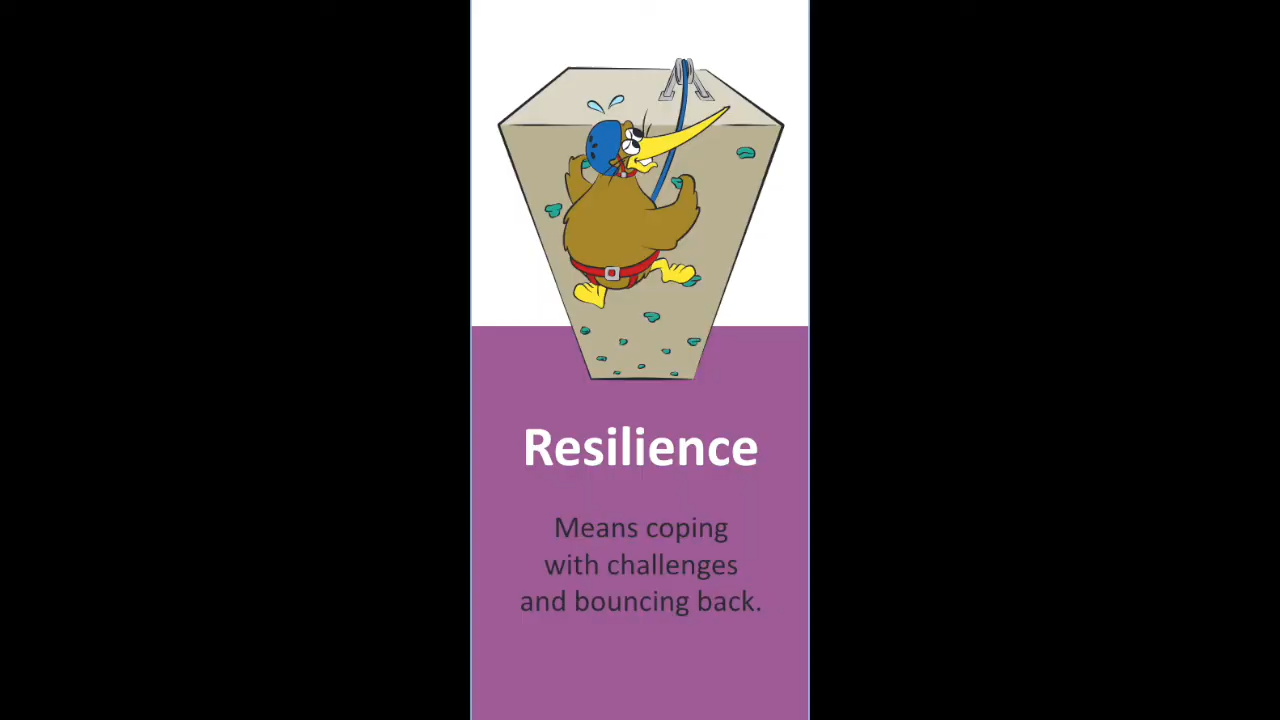 Resilience
Means coping
with challenges
and bouncing back.